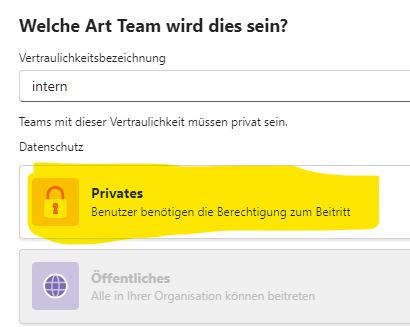 Welche Art Team wird dies sein?
Vertraulichkeitsbezeichnung
intern
Teams mit dieser Vertraulichkeit müssen privat sein.
Datenschutz
Privates
Benutzer benötigen die Berechtigung zum Beitritt
Öffentliches
Alle in Ihrer Organisation können beitreten